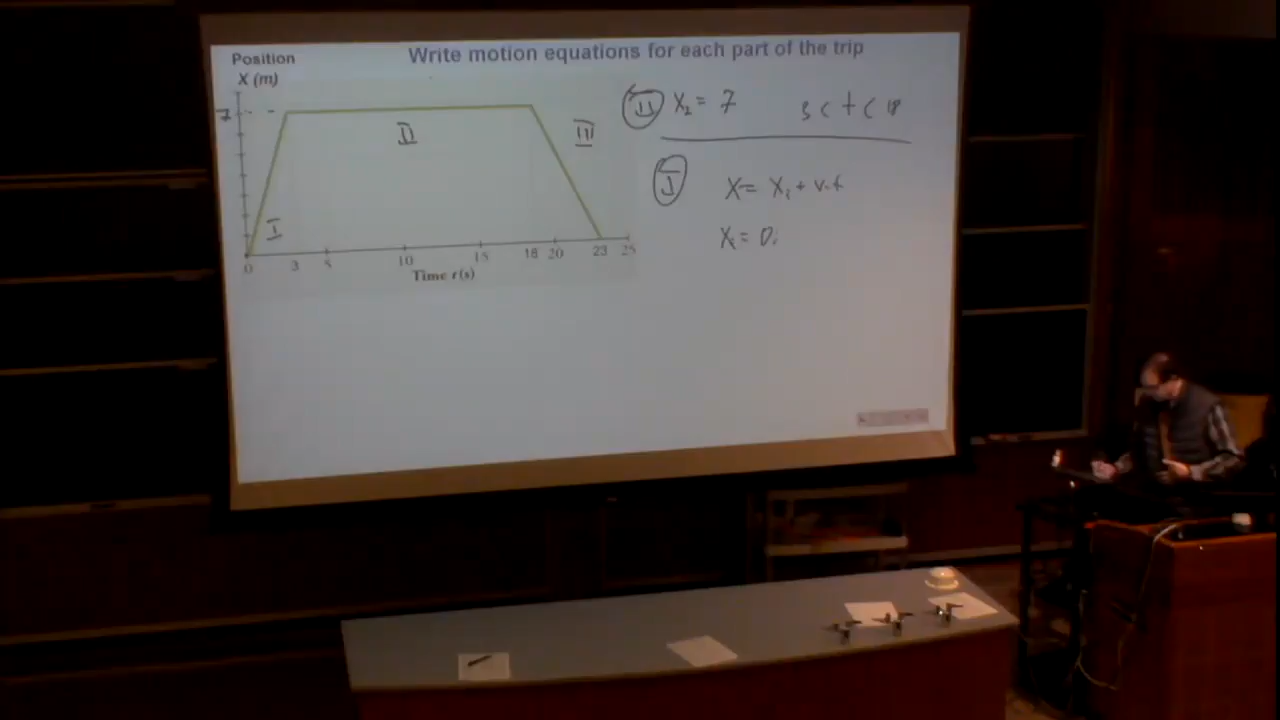 Write motion equations for each part of the trip
Position
X (m)
7
I
II
III
0 3 5 10 15 18 20 23 25
Time t(s)
II X₂ = 7 3 < t < 18
I X = Xᵢ + v·t
Xᵢ = 0